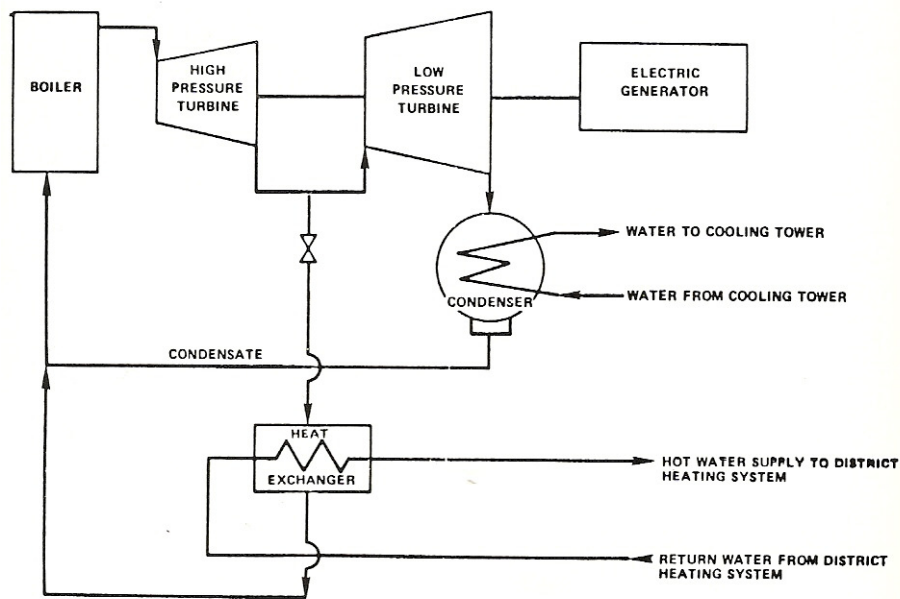 BOILER
HIGH
PRESSURE
TURBINE
LOW
PRESSURE
TURBINE
ELECTRIC
GENERATOR
WATER TO COOLING TOWER
CONDENSER
WATER FROM COOLING TOWER
CONDENSATE
HEAT
EXCHANGER
HOT WATER SUPPLY TO DISTRICT
HEATING SYSTEM
RETURN WATER FROM DISTRICT
HEATING SYSTEM